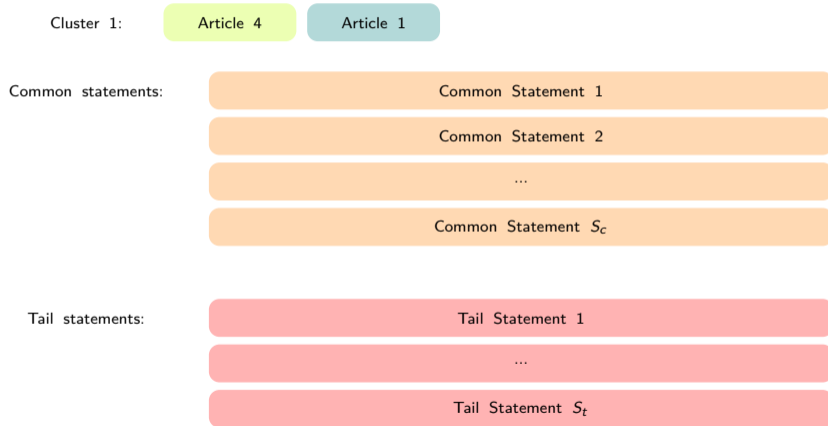 Cluster 1: Article 4 Article 1
Common statements: Common Statement 1
Common Statement 2
...
Common Statement S_c
Tail statements: Tail Statement 1
...
Tail Statement S_t